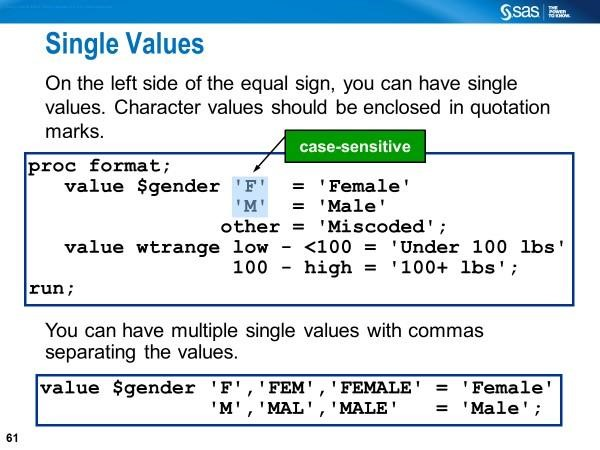 sas THE POWER TO KNOW.
Single Values
On the left side of the equal sign, you can have single
values. Character values should be enclosed in quotation
marks.
case-sensitive
proc format;
value $gender 'F' = 'Female'
'M' = 'Male'
other = 'Miscoded';
value wtrange low - <100 = 'Under 100 lbs'
100 - high = '100+ lbs';
run;
You can have multiple single values with commas
separating the values.
value $gender 'F','FEM','FEMALE' = 'Female'
'M','MAL','MALE' = 'Male';
61